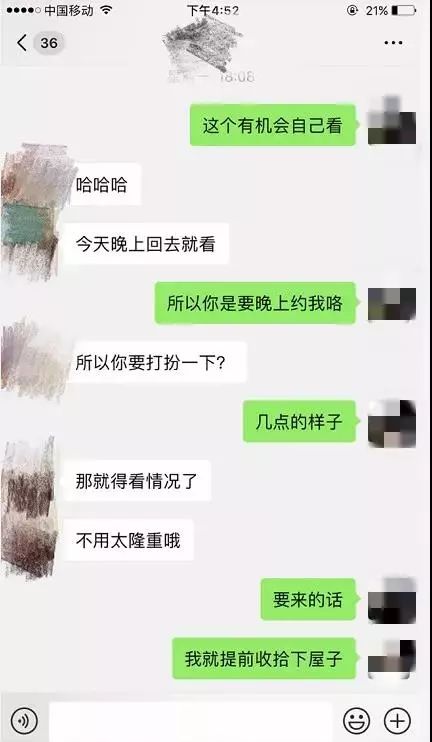 中国移动 下午4:52 21%
36
18:08
这个有机会自己看
哈哈哈
今天晚上回去就看
所以你是要晚上约我咯
所以你要打扮一下？
几点的样子
那就得看情况了
不用太隆重哦
要来的话
我就提前收拾下屋子